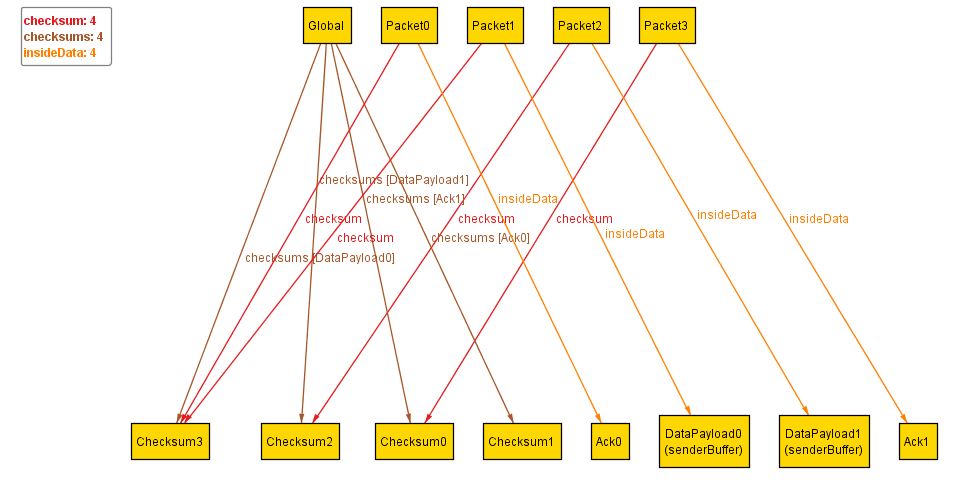 checksum: 4
checksums: 4
insideData: 4
Global
Packet0
Packet1
Packet2
Packet3
checksums [DataPayload1]
checksums [Ack1]
insideData
checksum
checksum
checksum
insideData
insideData
checksum
checksums [Ack0]
insideData
checksums [DataPayload0]
Checksum3
Checksum2
Checksum0
Checksum1
Ack0
DataPayload0
(senderBuffer)
DataPayload1
(senderBuffer)
Ack1